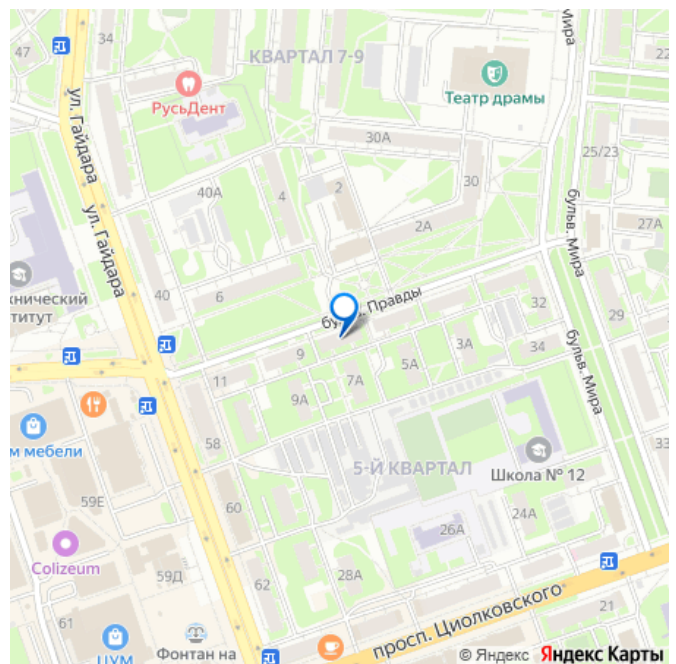 47
34
КВАРТАЛ 7-9
бульв. Мира
22
РусьДент
Театр драмы
ул. Гайдара
30А
25/23
40А
4
2
30
бульв. Мира
ул. Гайдара
2А
27А
40
6
бульв. Правды
32
29
3А
34
бульв. Мира
9
5А
11
7А
9А
58
33
м мебели
5-Й КВАРТАЛ
Школа № 12
59Е
60
24А
26А
Colizeum
59Д
28А
62
61
просп. Циолковского
21
ЦУМ
Фонтан на
© Яндекс Яндекс Карты